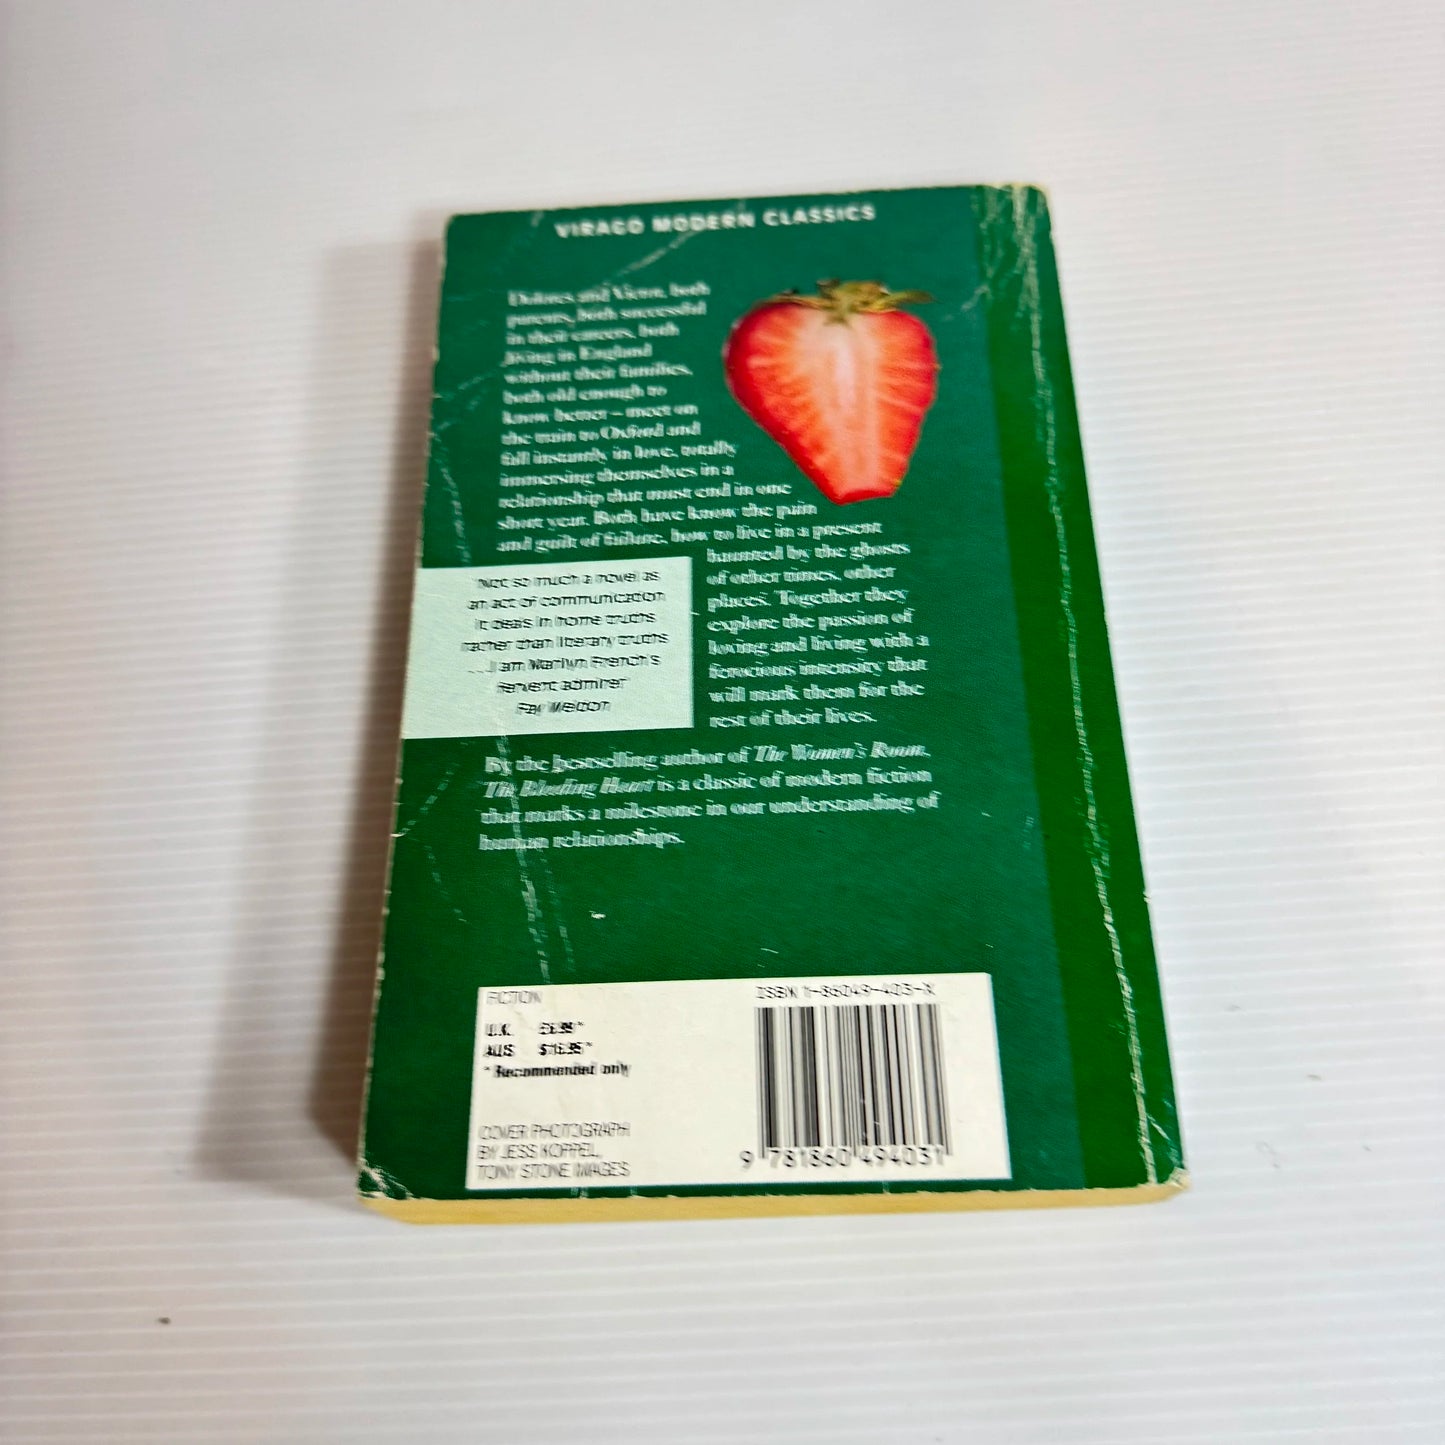 VIRAGO MODERN CLASSICS
Dolores and Victor, both
parents, both successful
in their careers, both
living in England
without their families,
both old enough to
know better – meet on
the train to Oxford and
fall instantly in love, totally
immersing themselves in a
relationship that must end in one
short year. Both have know the pain
and guilt of failure, how to live in a present
haunted by the ghosts
of other times, other
places. Together they
explore the passion of
loving and living with a
ferocious intensity that
will mark them for the
rest of their lives.
'Not so much a novel as
an act of communication
It deals in home truths
rather than literary truths
...I am Marilyn French's
fervent admirer'
Fay Weldon
By the bestselling author of The Women's Room,
The Bleeding Heart is a classic of modern fiction
that marks a milestone in our understanding of
human relationships.
FICTION
U.K. £6.99*
AUS $16.95*
* Recommended only
COVER PHOTOGRAPH
BY JESS KOPPEL,
TONY STONE IMAGES
ISBN 1-86049-403-X
9 781860 494031